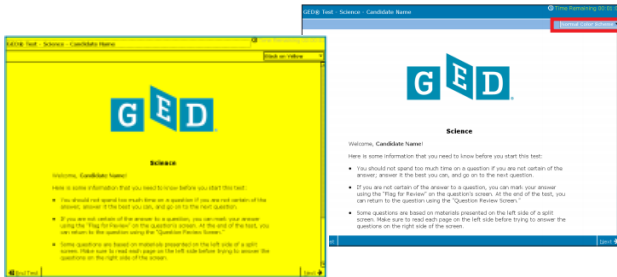 GED® Test - Science - Candidate Name
Black on Yellow
GED
Science
Welcome, Candidate Name!
Here is some information that you need to know before you start this test:
• You should not spend too much time on a question if you are not certain of the
answer; answer it the best you can, and go on to the next question.
• If you are not certain of the answer to a question, you can mark your answer
using the "Flag for Review" on the question's screen. At the end of the test, you
can return to the question using the "Question Review Screen."
• Some questions are based on materials presented on the left side of a split
screen. Make sure to read each page on the left side before trying to answer the
questions on the right side of the screen.
End Test
GED® Test - Science - Candidate Name
Time Remaining
Normal Color Scheme
GED
Science
Welcome, Candidate Name!
Here is some information that you need to know before you start this test:
• You should not spend too much time on a question if you are not certain of the
answer; answer it the best you can, and go on to the next question.
• If you are not certain of the answer to a question, you can mark your answer
using the "Flag for Review" on the question's screen. At the end of the test, you
can return to the question using the "Question Review Screen."
• Some questions are based on materials presented on the left side of a split
screen. Make sure to read each page on the left side before trying to answer the
questions on the right side of the screen.
Next